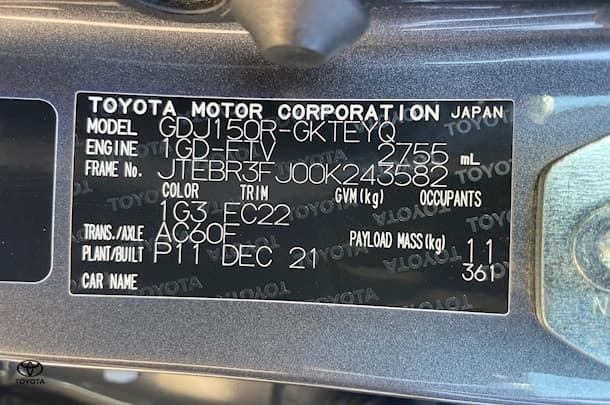 TOYOTA MOTOR CORPORATION JAPAN
MODEL GDJ150R-GKTEYQ
ENGINE 1GD-FTV 2755 mL
FRAME No. JTEBR3FJ00K243582
COLOR TRIM GVM(kg) OCCUPANTS
1G3 FC22
TRANS./AXLE AC60F PAYLOAD MASS(kg) 11
PLANT/BUILT P11 DEC 21 361
CAR NAME
TOYOTA